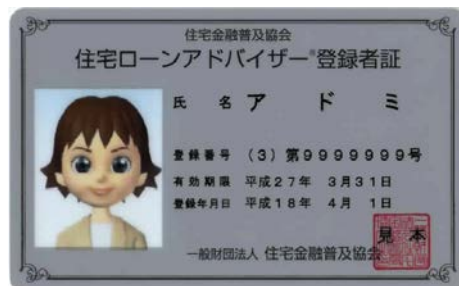 住宅金融普及協会
住宅ローンアドバイザー®登録者証
氏 名 ア ド ミ
登録番号 (3) 第9999999号
有効期限 平成27年 3月31日
登録年月日 平成18年 4月 1日
一般財団法人 住宅金融普及協会
見 本